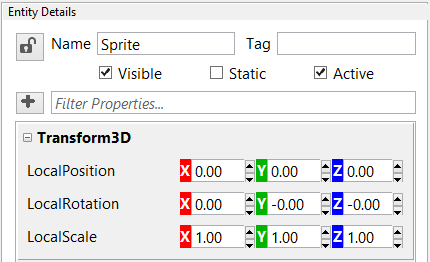 Entity Details
Name Sprite Tag
Visible Static Active
Filter Properties...
Transform3D
LocalPosition X 0.00 Y 0.00 Z 0.00
LocalRotation X 0.00 Y -0.00 Z -0.00
LocalScale X 1.00 Y 1.00 Z 1.00